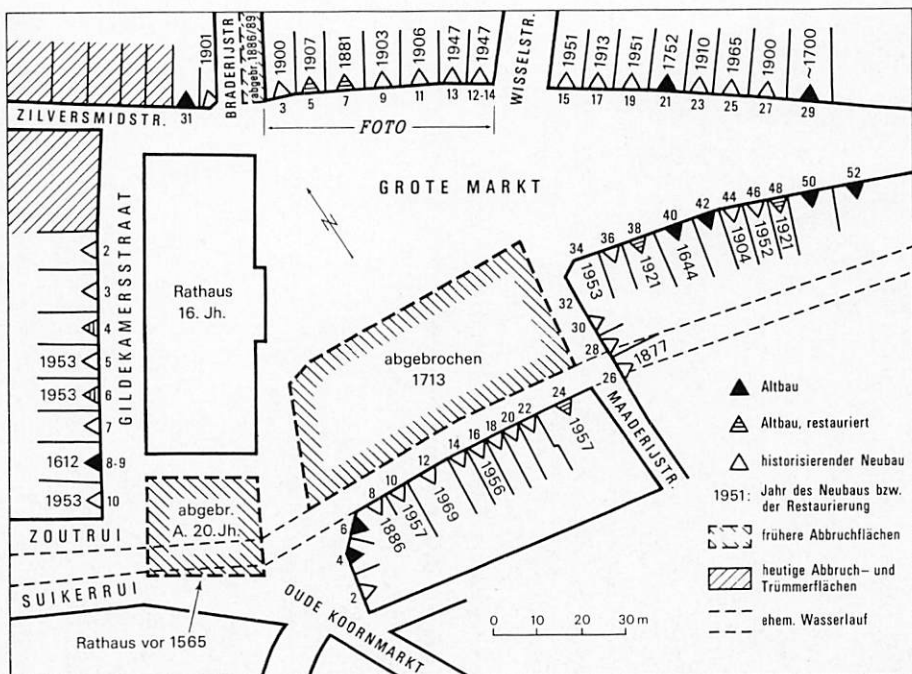 1901
BRADERIJSTR.
abgebr. 1886/89
1900
1907
1881
1903
1906
1947
1947
WISSELSTR.
1951
1913
1951
1752
1910
1965
1900
~1700
31
3
5
7
9
11
13
12-14
15
17
19
21
23
25
27
29
ZILVERSMIDSTR.
FOTO
GROTE MARKT
N
GILDEKAMERSSTRAAT
2
3
4
1953 5
1953 6
7
1612 8-9
1953 10
Rathaus
16. Jh.
abgebrochen
1713
abgebr.
A. 20. Jh.
34
36
38
40
42
44
46
48
50
52
1953
1921
1644
1904
1952
1921
32
30
28
26
1877
MAADERIJSTR.
24
22
20
18
16
14
12
10
8
6
4
2
1957
1956
1969
1957
1886
ZOUTRUI
SUIKERRUI
OUDE KOORNMARKT
Rathaus vor 1565
0 10 20 30 m
Altbau
Altbau, restauriert
historisierender Neubau
1951: Jahr des Neubaus bzw.
der Restaurierung
frühere Abbruchflächen
heutige Abbruch- und
Trümmerflächen
ehem. Wasserlauf